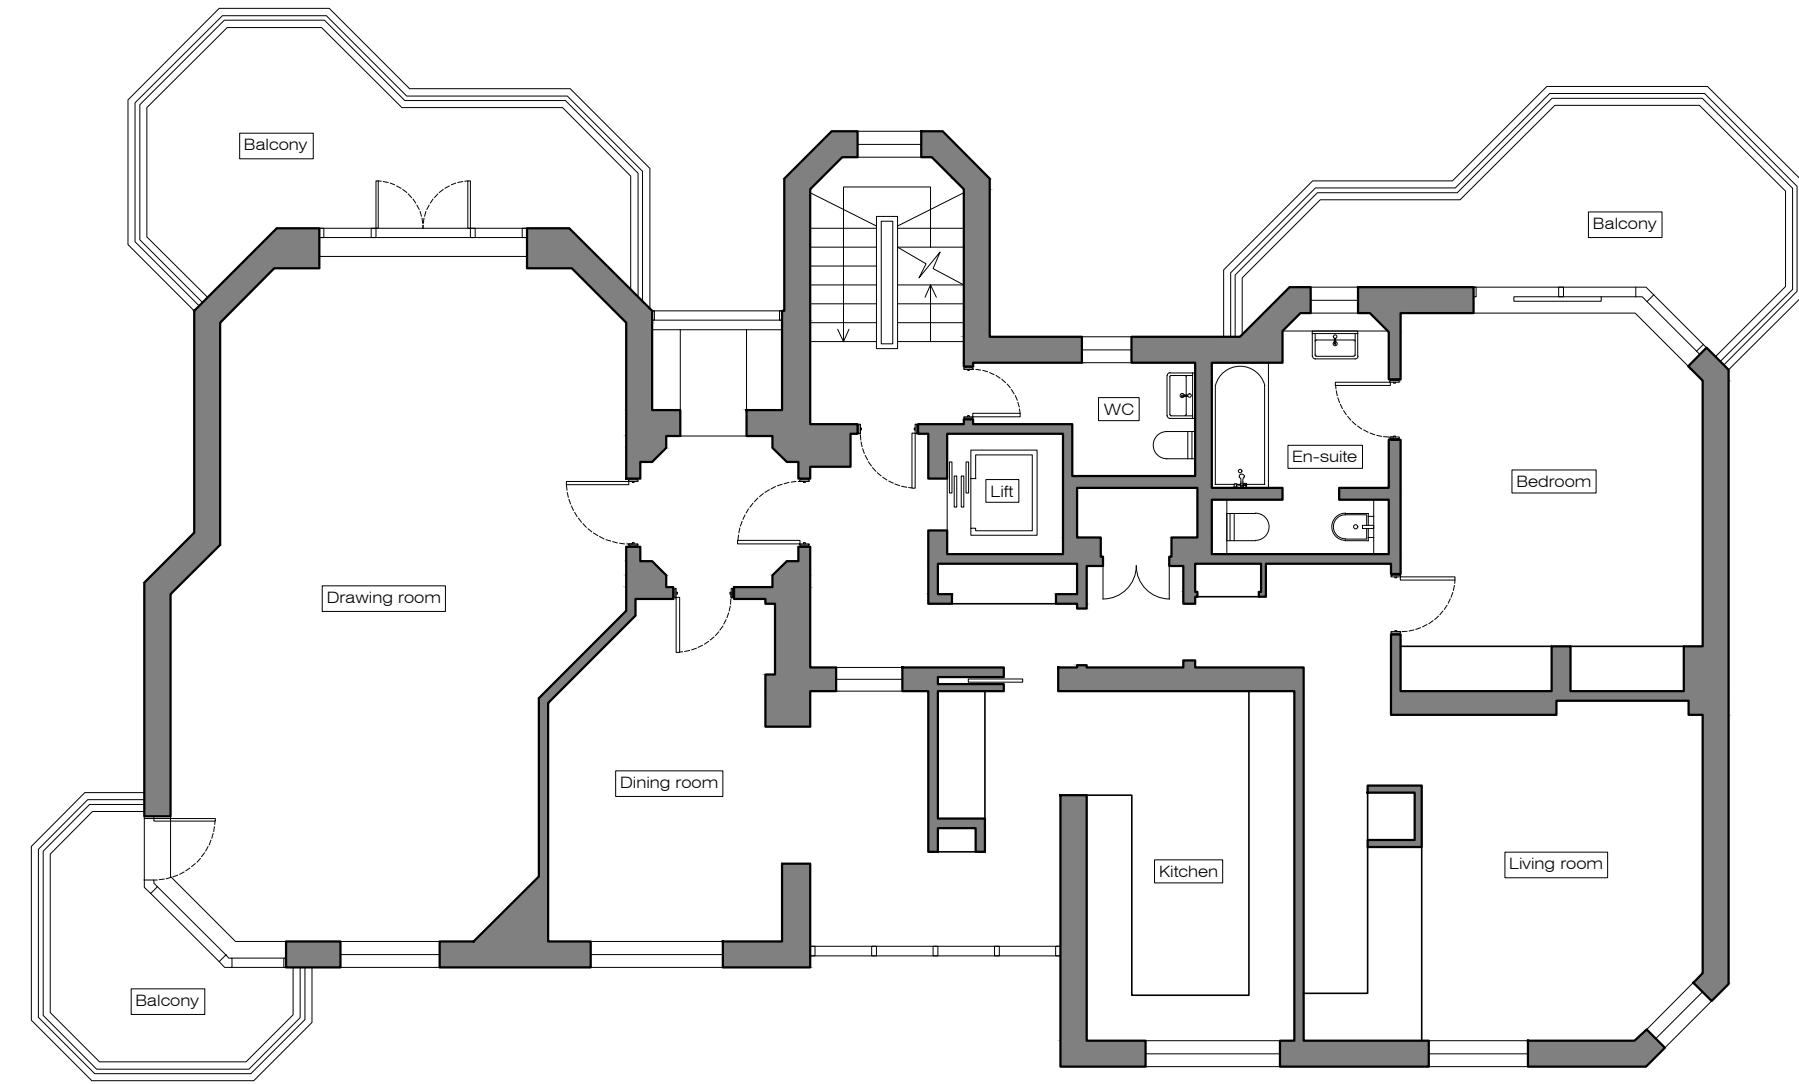 Balcony
Balcony
WC
En-suite
Bedroom
Lift
Drawing room
Dining room
Kitchen
Living room
Balcony